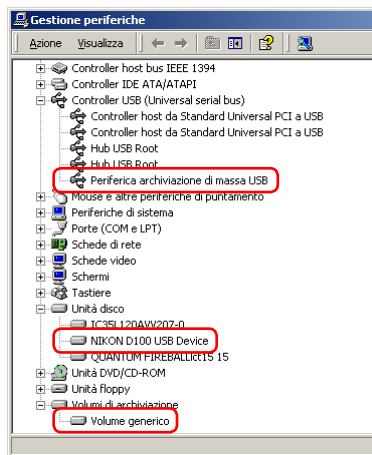 Gestione periferiche
Azione Visualizza
Controller host bus IEEE 1394
Controller IDE ATA/ATAPI
Controller USB (Universal serial bus)
Controller host da Standard Universal PCI a USB
Controller host da Standard Universal PCI a USB
Hub USB Root
Hub USB Root
Periferica archiviazione di massa USB
Mouse e altre periferiche di puntamento
Periferiche di sistema
Porte (COM e LPT)
Schede di rete
Schede video
Schermi
Tastiere
Unità disco
IC35L120AVV207-0
NIKON D100 USB Device
QUANTUM FIREBALLlct15 15
Unità DVD/CD-ROM
Unità floppy
Volumi di archiviazione
Volume generico